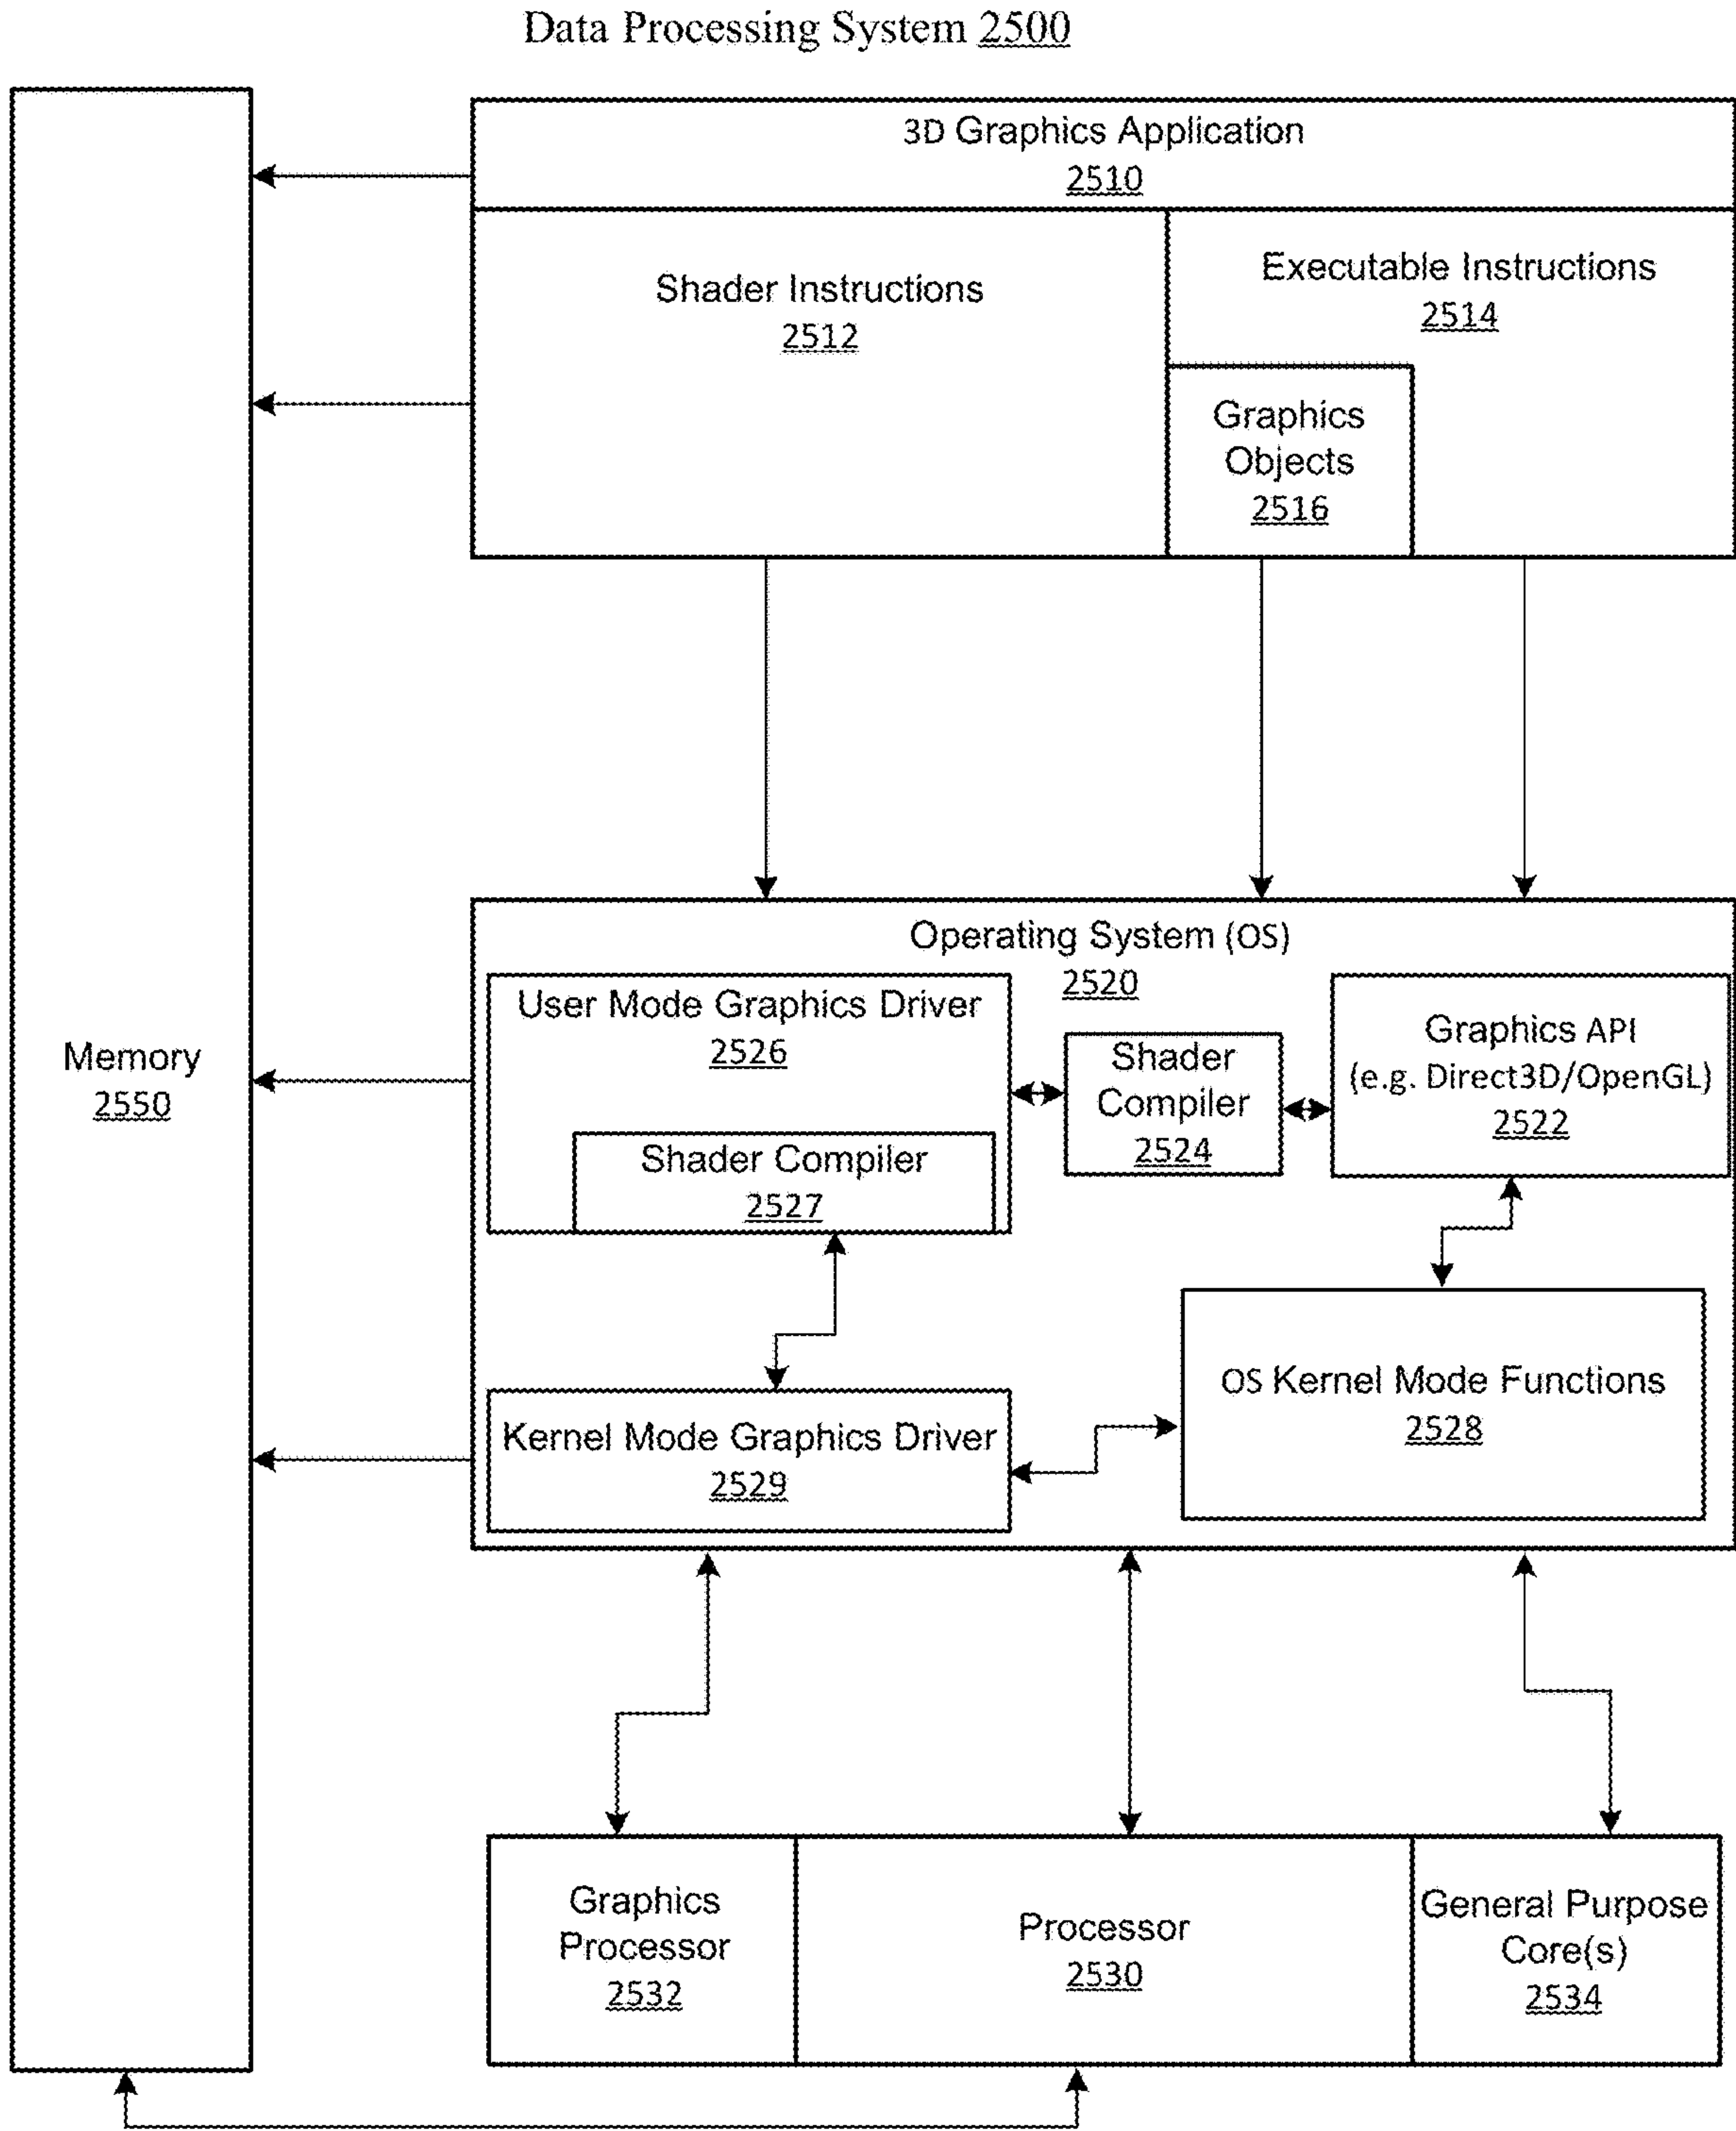 Data Processing System 2500
3D Graphics Application
2510
Shader Instructions
2512
Executable Instructions
2514
Graphics
Objects
2516
Operating System (OS)
2520
User Mode Graphics Driver
2526
Shader Compiler
2527
Shader
Compiler
2524
Graphics API
(e.g. Direct3D/OpenGL)
2522
Memory
2550
OS Kernel Mode Functions
2528
Kernel Mode Graphics Driver
2529
Graphics
Processor
2532
Processor
2530
General Purpose
Core(s)
2534